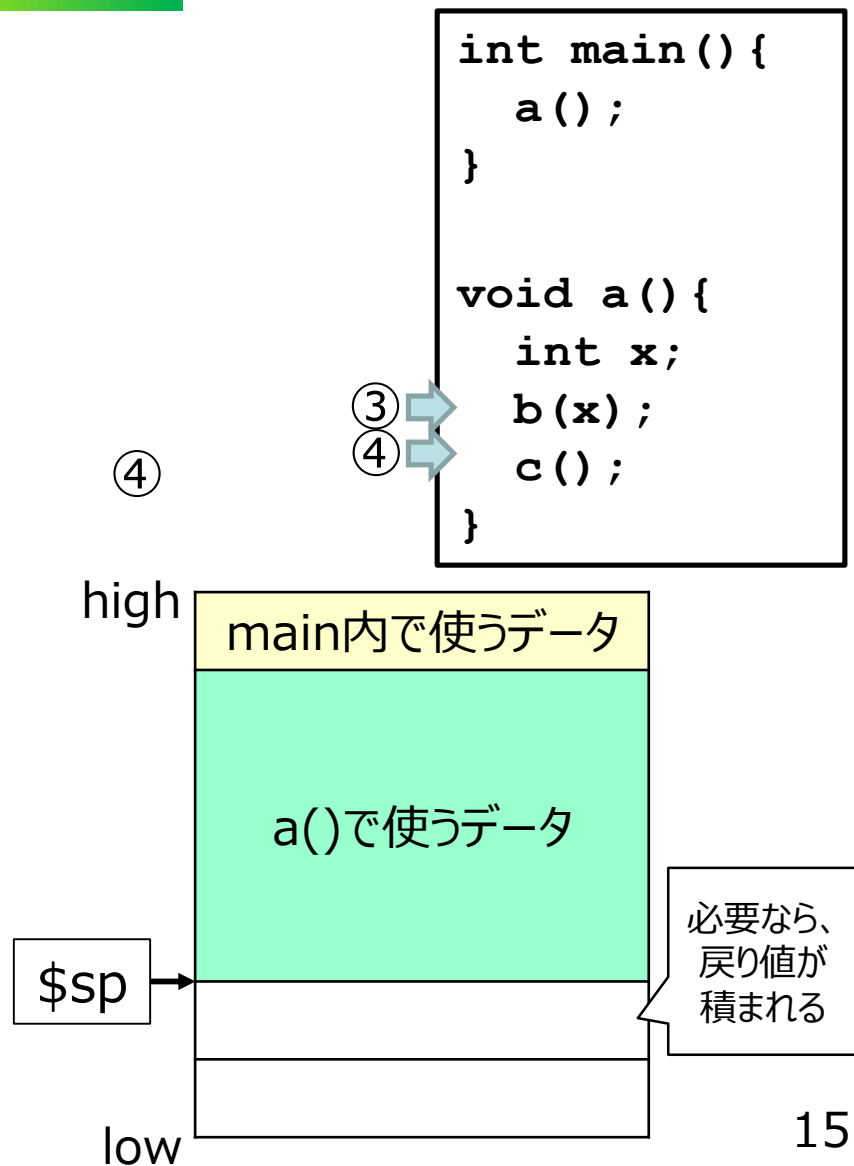 int main(){
a();
}
void a(){
int x;
③ b(x);
④ c();
}
④
high
main内で使うデータ
a()で使うデータ
$sp
必要なら、
戻り値が
積まれる
low
15